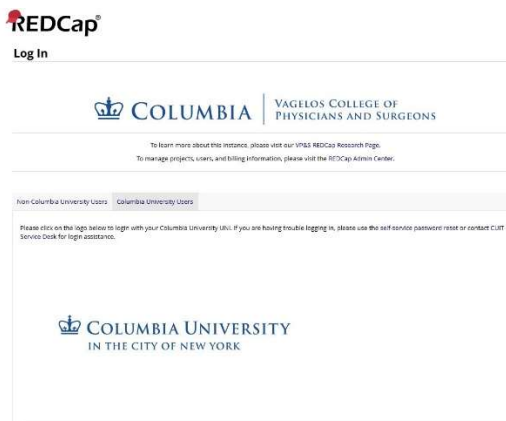 REDCap®
Log In
COLUMBIA
VAGELOS COLLEGE OF
PHYSICIANS AND SURGEONS
To learn more about this instance, please visit our VP&S REDCap Research Page.
To manage projects, users, and billing information, please visit the REDCap Admin Center.
Non-Columbia University Users Columbia University Users
Please click on the logo below to login with your Columbia University UNI. If you are having trouble logging in, please use the self-service password reset or contact CUIT
Service Desk for login assistance.
COLUMBIA UNIVERSITY
IN THE CITY OF NEW YORK